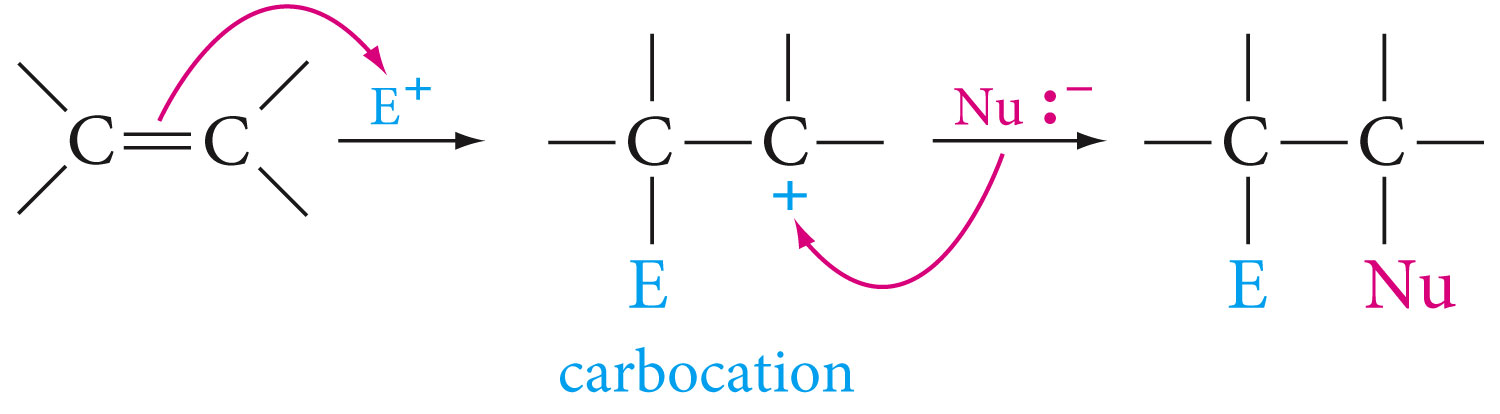 E+
Nu:−
C=C
C—C
+
C—C
E
E
Nu
carbocation